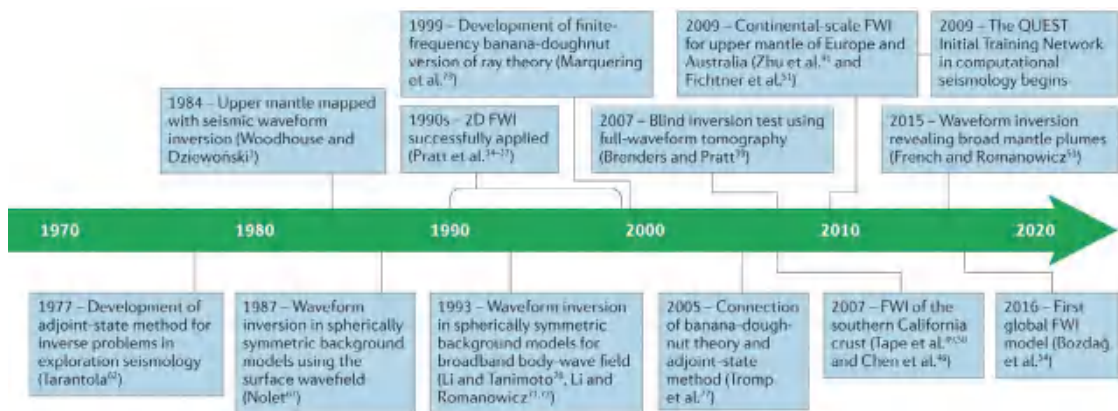 1999 – Development of finite-
frequency banana-doughnut
version of ray theory (Marquering
et al.⁷⁹)
2009 – Continental-scale FWI
for upper mantle of Europe and
Australia (Zhu et al.⁴¹ and
Fichtner et al.⁵¹)
2009 – The QUEST
Initial Training Network
in computational
seismology begins
1984 – Upper mantle mapped
with seismic waveform
inversion (Woodhouse and
Dziewoński³)
1990s – 2D FWI
successfully applied
(Pratt et al.)
2007 – Blind inversion test using
full-waveform tomography
(Brenders and Pratt³⁹)
2015 – Waveform inversion
revealing broad mantle plumes
(French and Romanowicz⁵³)
1970 1980 1990 2000 2010 2020
1977 – Development of
adjoint-state method for
inverse problems in
exploration seismology
(Tarantola⁶²)
1987 – Waveform
inversion in spherically
symmetric background
models using the
surface wavefield
(Nolet⁶⁹)
1993 – Waveform inversion
in spherically symmetric
background models for
broadband body-wave field
(Li and Tanimoto⁷⁰, Li and
Romanowicz⁷¹,⁷²)
2005 – Connection
of banana-dough-
nut theory and
adjoint-state
method (Tromp
et al.⁷⁷)
2007 – FWI of the
southern California
crust (Tape et al.⁴⁹,⁵⁰
and Chen et al.⁴⁸)
2016 – First
global FWI
model (Bozdağ
et al.⁵⁴)